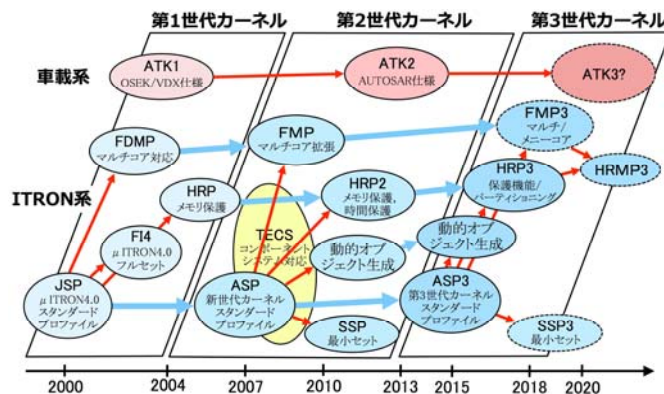 第1世代カーネル
第2世代カーネル
第3世代カーネル
車載系
ATK1
OSEK/VDX仕様
ATK2
AUTOSAR仕様
ATK3?
ITRON系
FDMP
マルチコア対応
FMP
マルチコア拡張
FMP3
マルチ/
メニーコア
HRP
メモリ保護
HRP2
メモリ保護,
時間保護
HRP3
保護機能/
パーティショニング
HRMP3
FI4
μITRON4.0
フルセット
TECS
コンポーネント
システム対応
動的オブ
ジェクト生成
動的オブ
ジェクト生成
JSP
μITRON4.0
スタンダード
プロファイル
ASP
新世代カーネル
スタンダード
プロファイル
ASP3
第3世代カーネル
スタンダード
プロファイル
SSP
最小セット
SSP3
最小セット
2000
2004
2007
2010
2013
2015
2018
2020